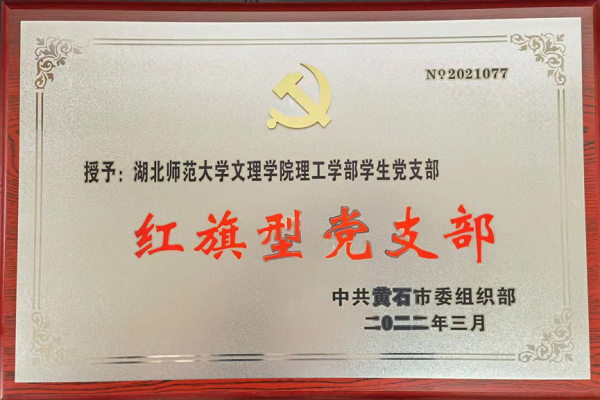 №2021077
授予：湖北师范大学文理学院理工学部学生党支部
红旗型党支部
中共黄石市委组织部
二〇二二年三月